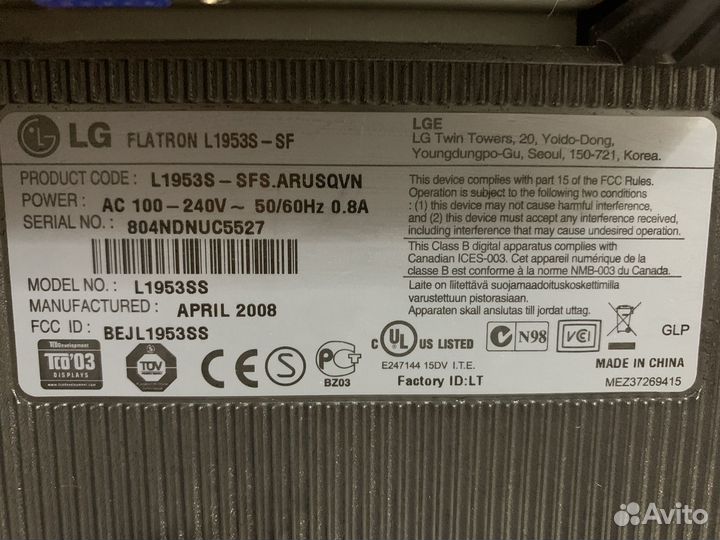 LG FLATRON L1953S-SF
PRODUCT CODE : L1953S-SFS.ARUSQVN
POWER : AC 100-240V~ 50/60Hz 0.8A
SERIAL NO. : 804NDNUC5527
MODEL NO. : L1953SS
MANUFACTURED : APRIL 2008
FCC ID : BEJL1953SS
LGE
LG Twin Towers, 20, Yoido-Dong,
Youngdungpo-Gu, Seoul, 150-721, Korea.
This device complies with part 15 of the FCC Rules.
Operation is subject to the following two conditions
: (1) this device may not cause harmful interference,
and (2) this device must accept any interference received,
including interference that may cause undesired operation.
This Class B digital apparatus complies with
Canadian ICES-003. Cet appareil numérique de la
classe B est conforme à la norme NMB-003 du Canada.
Laite on liitettävä suojamaadoituskoskettimilla
varustettuun pistorasiaan.
Apparaten skall anslutas till jordat uttag.
TCO Development
TCO'03
DISPLAYS
TÜV
CE
S
PCT
BZ03
C UL US LISTED
E247144 15DV I.T.E.
Factory ID:LT
N98
VCI
GLP
MADE IN CHINA
MEZ37269415
Avito